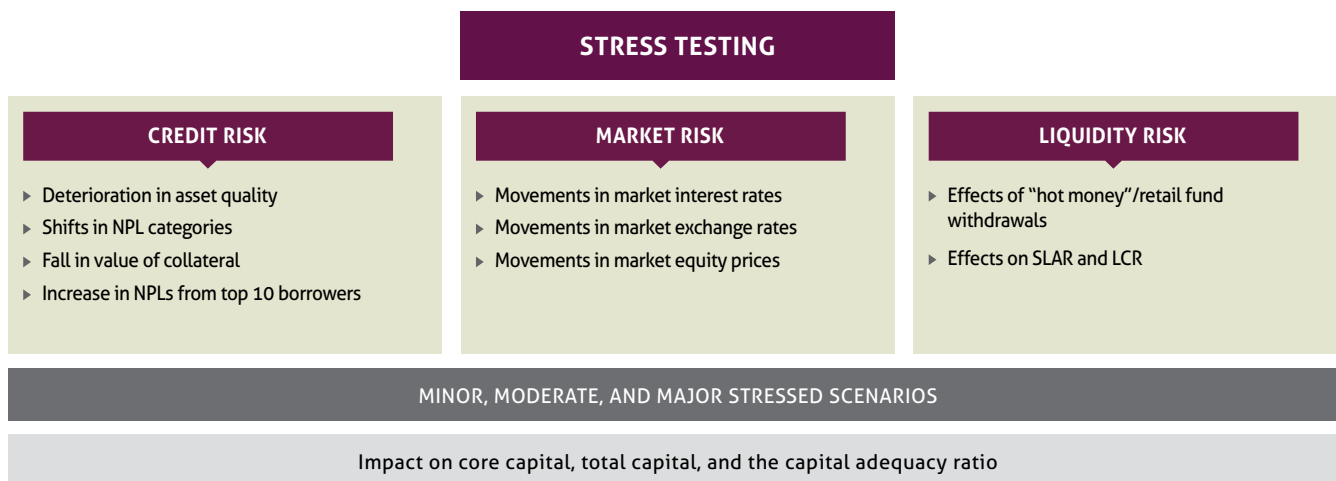 STRESS TESTING
CREDIT RISK
Deterioration in asset quality
Shifts in NPL categories
Fall in value of collateral
Increase in NPLs from top 10 borrowers
MARKET RISK
Movements in market interest rates
Movements in market exchange rates
Movements in market equity prices
LIQUIDITY RISK
Effects of “hot money”/retail fund
withdrawals
Effects on SLAR and LCR
MINOR, MODERATE, AND MAJOR STRESSED SCENARIOS
Impact on core capital, total capital, and the capital adequacy ratio